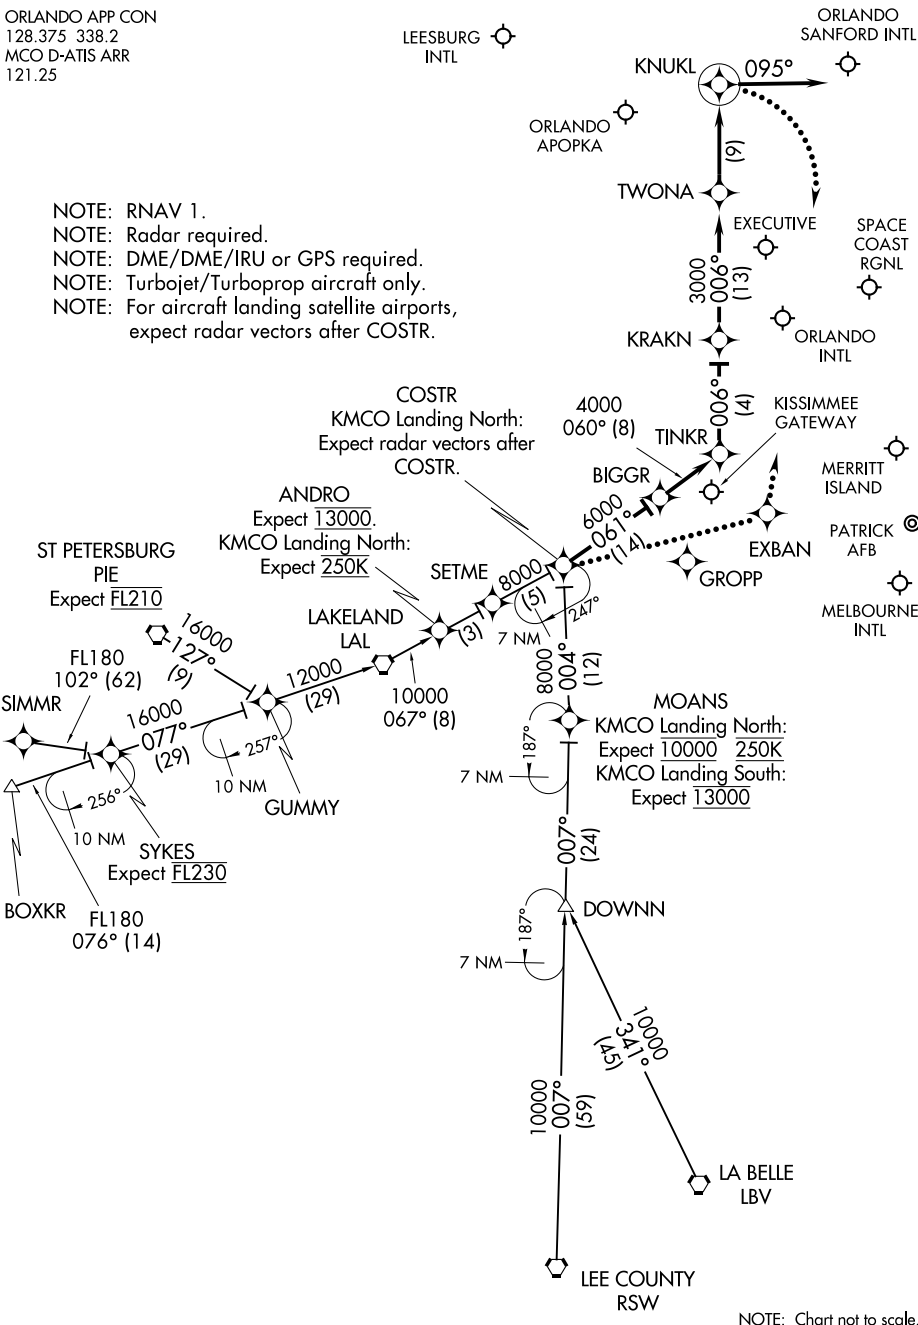 ORLANDO APP CON
128.375 338.2
MCO D-ATIS ARR
121.25
LEESBURG
INTL
ORLANDO
SANFORD INTL
KNUKL
095°
ORLANDO
APOPKA
(9)
TWONA
EXECUTIVE
SPACE
COAST
RGNL
NOTE: RNAV 1.
NOTE: Radar required.
NOTE: DME/DME/IRU or GPS required.
NOTE: Turbojet/Turboprop aircraft only.
NOTE: For aircraft landing satellite airports,
expect radar vectors after COSTR.
3000
006°
(13)
KRAKN
ORLANDO
INTL
006°
(4)
COSTR
KMCO Landing North:
Expect radar vectors after
COSTR.
4000
060° (8)
TINKR
KISSIMMEE
GATEWAY
BIGGR
MERRITT
ISLAND
ANDRO
Expect 13000.
KMCO Landing North:
Expect 250K
6000
061°
(14)
EXBAN
PATRICK
AFB
GROPP
MELBOURNE
INTL
ST PETERSBURG
PIE
Expect FL210
SETME
8000
(5)
247°
7 NM
(3)
LAKELAND
LAL
16000
127°
(9)
FL180
102° (62)
12000
(29)
10000
067° (8)
8000
004°
(12)
SIMMR
16000
077°
(29)
257°
10 NM
GUMMY
MOANS
KMCO Landing North:
Expect 10000 250K
KMCO Landing South:
Expect 13000
187°
7 NM
256°
10 NM
SYKES
Expect FL230
BOXKR
FL180
076° (14)
007°
(24)
DOWNN
187°
7 NM
10000
341°
(45)
10000
007°
(59)
LA BELLE
LBV
LEE COUNTY
RSW
NOTE: Chart not to scale.